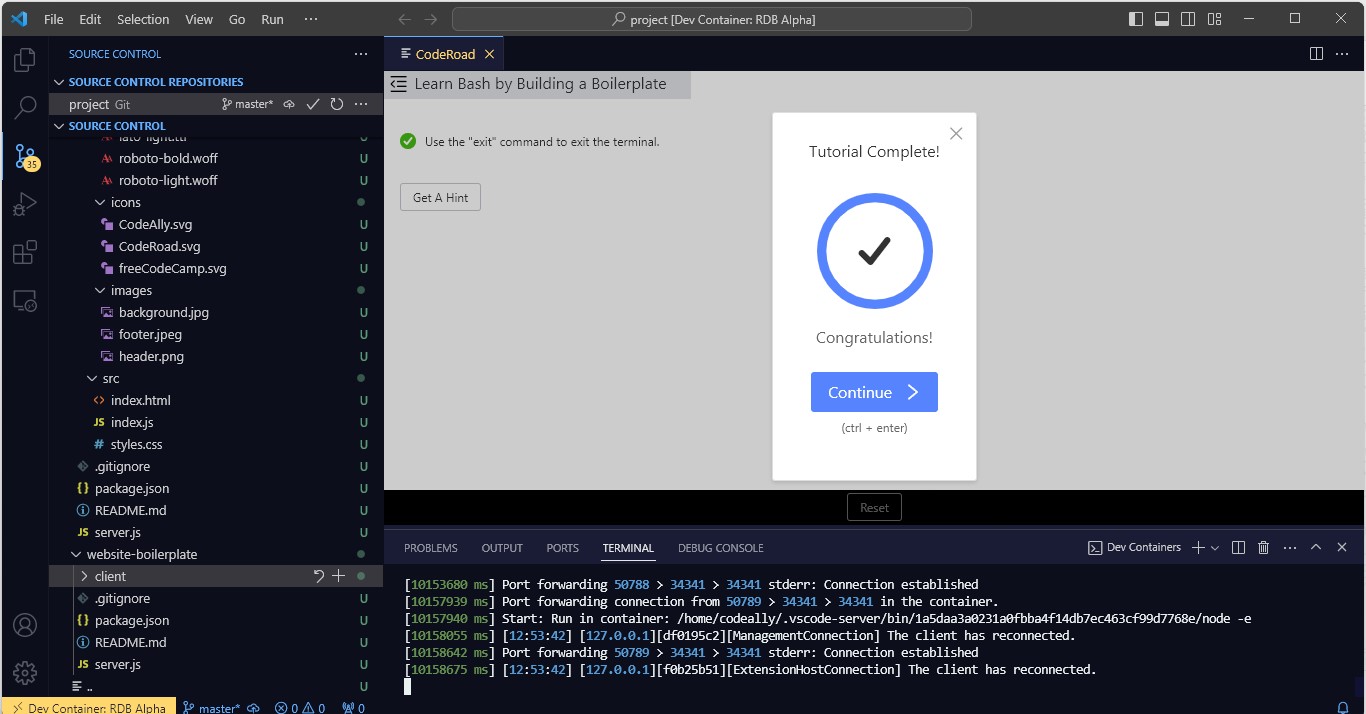 File Edit Selection View Go Run ···
project [Dev Container: RDB Alpha]
SOURCE CONTROL
SOURCE CONTROL REPOSITORIES
project Git master*
SOURCE CONTROL
lato-light.ttf U
roboto-bold.woff U
roboto-light.woff U
icons
CodeAlly.svg U
CodeRoad.svg U
freeCodeCamp.svg U
images
background.jpg U
footer.jpeg U
header.png U
src
index.html U
JS index.js U
# styles.css U
.gitignore U
{} package.json U
README.md U
JS server.js U
website-boilerplate
client
.gitignore U
{} package.json U
README.md U
JS server.js U
.. U
35
CodeRoad
Learn Bash by Building a Boilerplate
Use the "exit" command to exit the terminal.
Get A Hint
Tutorial Complete!
Congratulations!
Continue
(ctrl + enter)
Reset
PROBLEMS OUTPUT PORTS TERMINAL DEBUG CONSOLE
Dev Containers
[10153680 ms] Port forwarding 50788 > 34341 > 34341 stderr: Connection established
[10157939 ms] Port forwarding connection from 50789 > 34341 > 34341 in the container.
[10157940 ms] Start: Run in container: /home/codeally/.vscode-server/bin/1a5daa3a0231a0fbba4f14db7ec463cf99d7768e/node -e
[10158055 ms] [12:53:42] [127.0.0.1][df0195c2][ManagementConnection] The client has reconnected.
[10158642 ms] Port forwarding 50789 > 34341 > 34341 stderr: Connection established
[10158675 ms] [12:53:42] [127.0.0.1][f0b25b51][ExtensionHostConnection] The client has reconnected.
Dev Container: RDB Alpha master* 0 0 0